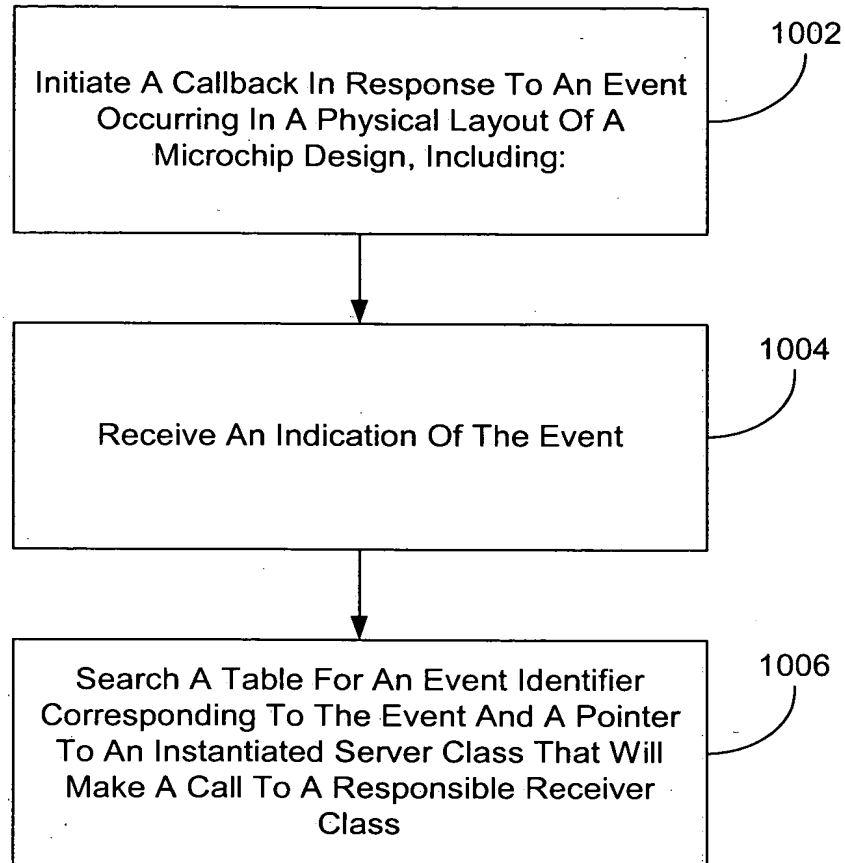 1002
Initiate A Callback In Response To An Event
Occurring In A Physical Layout Of A
Microchip Design, Including:
1004
Receive An Indication Of The Event
1006
Search A Table For An Event Identifier
Corresponding To The Event And A Pointer
To An Instantiated Server Class That Will
Make A Call To A Responsible Receiver
Class